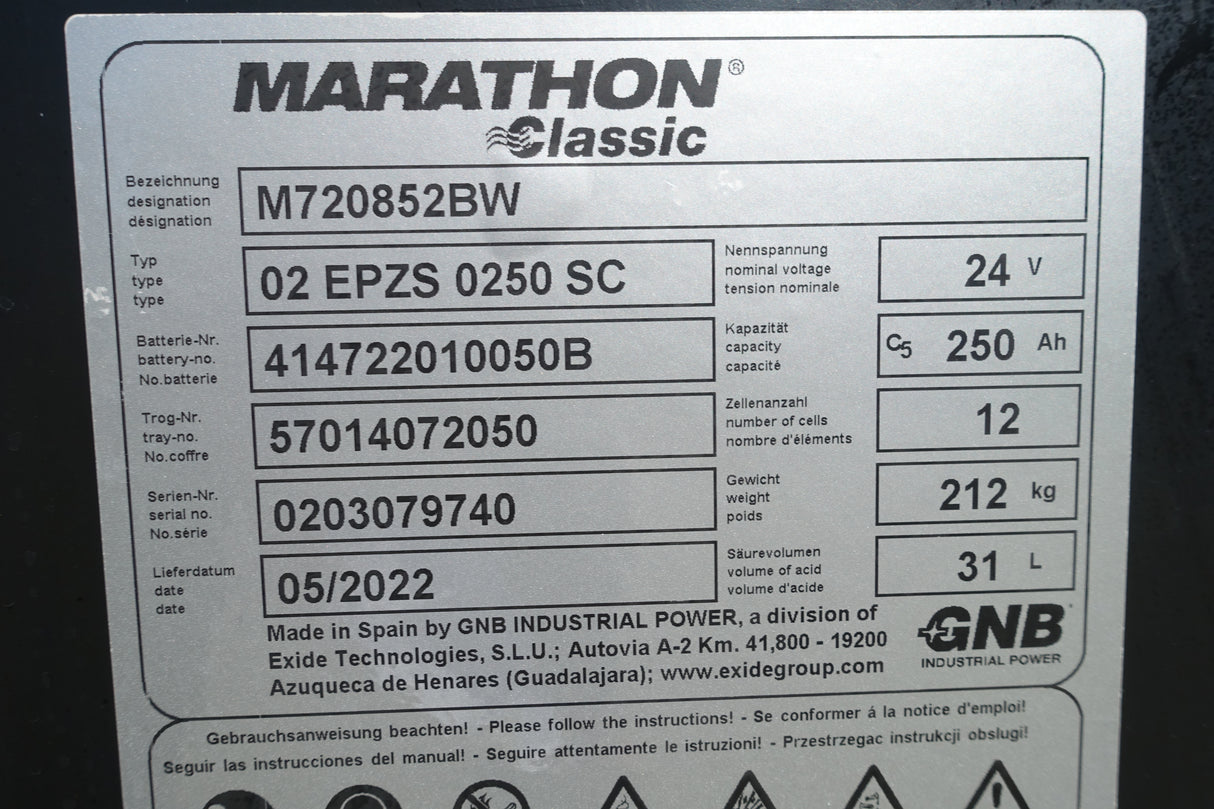 MARATHON®
Classic
Bezeichnung
designation
désignation
M720852BW
Typ
type
type
02 EPZS 0250 SC
Nennspannung
nominal voltage
tension nominale
24 V
Batterie-Nr.
battery-no.
No.batterie
414722010050B
Kapazität
capacity
capacité
C5 250 Ah
Trog-Nr.
tray-no.
No.coffre
57014072050
Zellenanzahl
number of cells
nombre d'éléments
12
Serien-Nr.
serial no.
No.série
0203079740
Gewicht
weight
poids
212 kg
Lieferdatum
date
date
05/2022
Säurevolumen
volume of acid
volume d'acide
31 L
Made in Spain by GNB INDUSTRIAL POWER, a division of
Exide Technologies, S.L.U.; Autovia A-2 Km. 41,800 - 19200
Azuqueca de Henares (Guadalajara); www.exidegroup.com
GNB
INDUSTRIAL POWER
Gebrauchsanweisung beachten! - Please follow the instructions! - Se conformer á la notice d'emploi!
Seguir las instrucciones del manual! - Seguire attentamente le istruzioni! - Przestrzegac instrukcji obslugi!